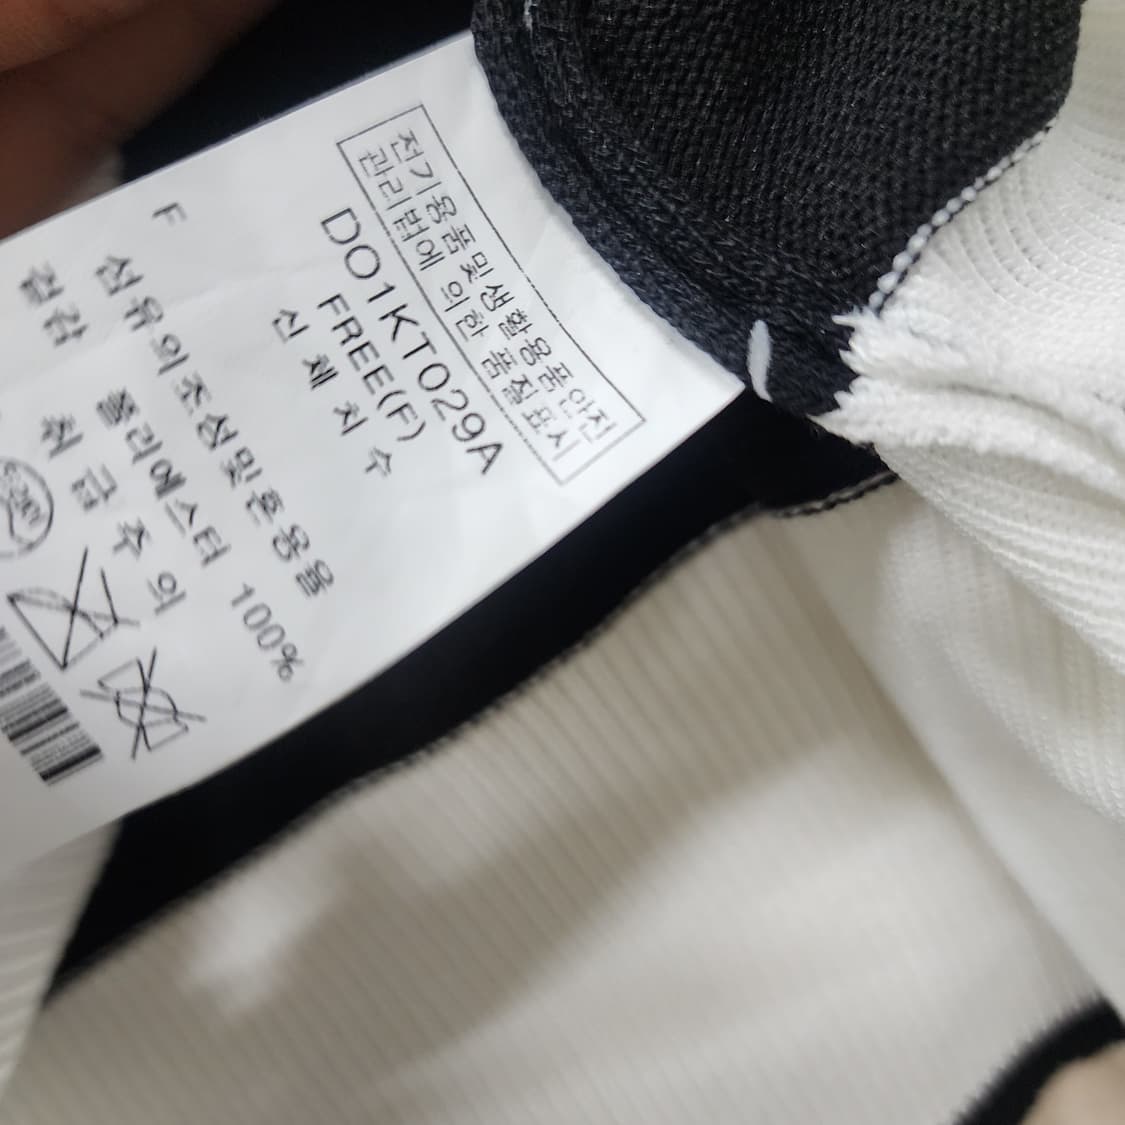 전기용품및생활용품안전
관리법에 의한 품질표시
DO1KT029A
FREE(F)
신체치수
섬유의조성및혼용율
F
폴리에스터 100%
겉감
취급주의